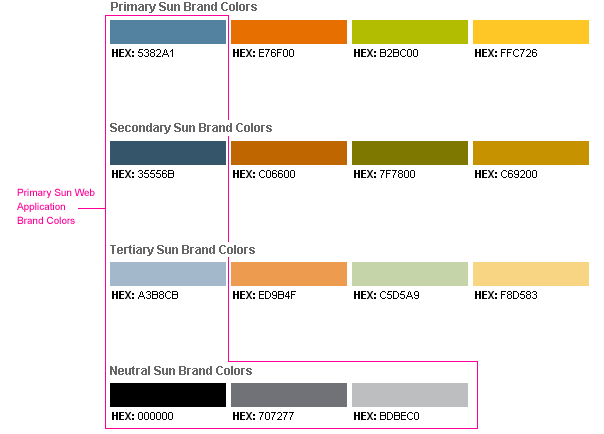 Primary Sun Brand Colors
HEX: 5382A1 HEX: E76F00 HEX: B2BC00 HEX: FFC726
Secondary Sun Brand Colors
HEX: 35556B HEX: C06600 HEX: 7F7800 HEX: C69200
Primary Sun Web
Application
Brand Colors
Tertiary Sun Brand Colors
HEX: A3B8CB HEX: ED9B4F HEX: C5D5A9 HEX: F8D583
Neutral Sun Brand Colors
HEX: 000000 HEX: 707277 HEX: BDBEC0